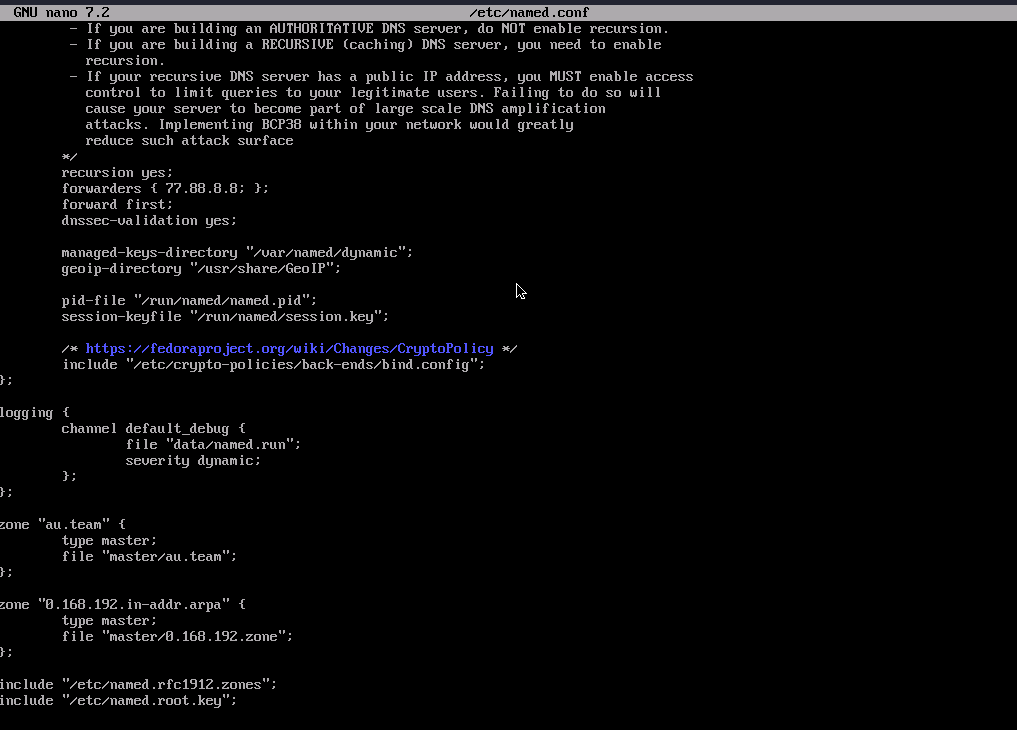 GNU nano 7.2 /etc/named.conf
- If you are building an AUTHORITATIVE DNS server, do NOT enable recursion.
- If you are building a RECURSIVE (caching) DNS server, you need to enable
recursion.
- If your recursive DNS server has a public IP address, you MUST enable access
control to limit queries to your legitimate users. Failing to do so will
cause your server to become part of large scale DNS amplification
attacks. Implementing BCP38 within your network would greatly
reduce such attack surface
*/
recursion yes;
forwarders { 77.88.8.8; };
forward first;
dnssec-validation yes;
managed-keys-directory "/var/named/dynamic";
geoip-directory "/usr/share/GeoIP";
pid-file "/run/named/named.pid";
session-keyfile "/run/named/session.key";
/* https://fedoraproject.org/wiki/Changes/CryptoPolicy */
include "/etc/crypto-policies/back-ends/bind.config";
};
logging {
channel default_debug {
file "data/named.run";
severity dynamic;
};
};
zone "au.team" {
type master;
file "master/au.team";
};
zone "0.168.192.in-addr.arpa" {
type master;
file "master/0.168.192.zone";
};
include "/etc/named.rfc1912.zones";
include "/etc/named.root.key";